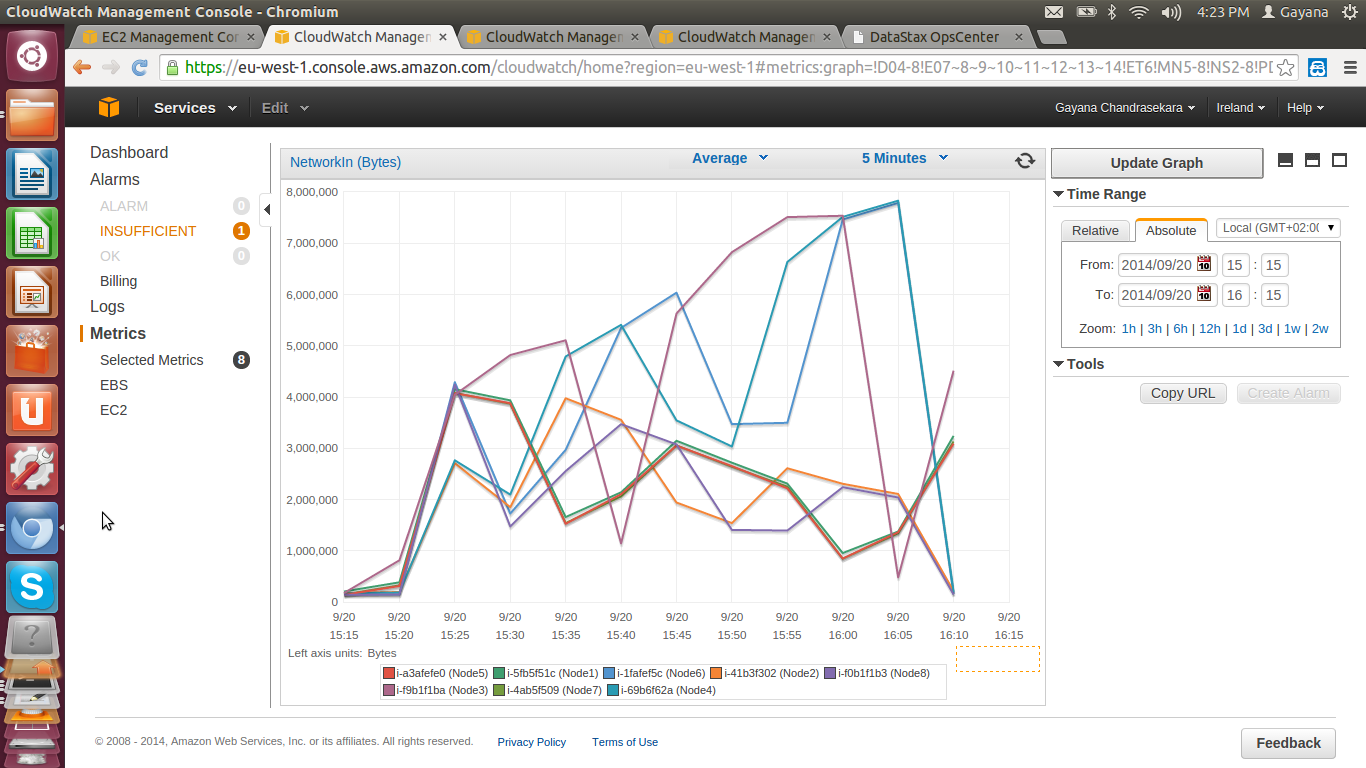 CloudWatch Management Console - Chromium
4:23 PM Gayana
EC2 Management Con
CloudWatch Managem
CloudWatch Managem
CloudWatch Managem
DataStax OpsCenter
https://eu-west-1.console.aws.amazon.com/cloudwatch/home?region=eu-west-1#metrics:graph=!D04-8!E07~8~9~10~11~12~13~14!ET6!MN5-8!NS2-8!PD
Services Edit Gayana Chandrasekara Ireland Help
Dashboard
Alarms
ALARM 0
INSUFFICIENT 1
OK 0
Billing
Logs
Metrics
Selected Metrics 8
EBS
EC2
NetworkIn (Bytes) Average 5 Minutes
8,000,000
7,000,000
6,000,000
5,000,000
4,000,000
3,000,000
2,000,000
1,000,000
0
9/20 9/20 9/20 9/20 9/20 9/20 9/20 9/20 9/20 9/20 9/20 9/20 9/20
15:15 15:20 15:25 15:30 15:35 15:40 15:45 15:50 15:55 16:00 16:05 16:10 16:15
Left axis units: Bytes
i-a3afefe0 (Node5) i-5fb5f51c (Node1) i-1fafef5c (Node6) i-41b3f302 (Node2) i-f0b1f1b3 (Node8)
i-f9b1f1ba (Node3) i-4ab5f509 (Node7) i-69b6f62a (Node4)
Update Graph
Time Range
Relative Absolute Local (GMT+02:00
From: 2014/09/20 10 15 : 15
To: 2014/09/20 10 16 : 15
Zoom: 1h | 3h | 6h | 12h | 1d | 3d | 1w | 2w
Tools
Copy URL Create Alarm
© 2008 - 2014, Amazon Web Services, Inc. or its affiliates. All rights reserved. Privacy Policy Terms of Use
Feedback